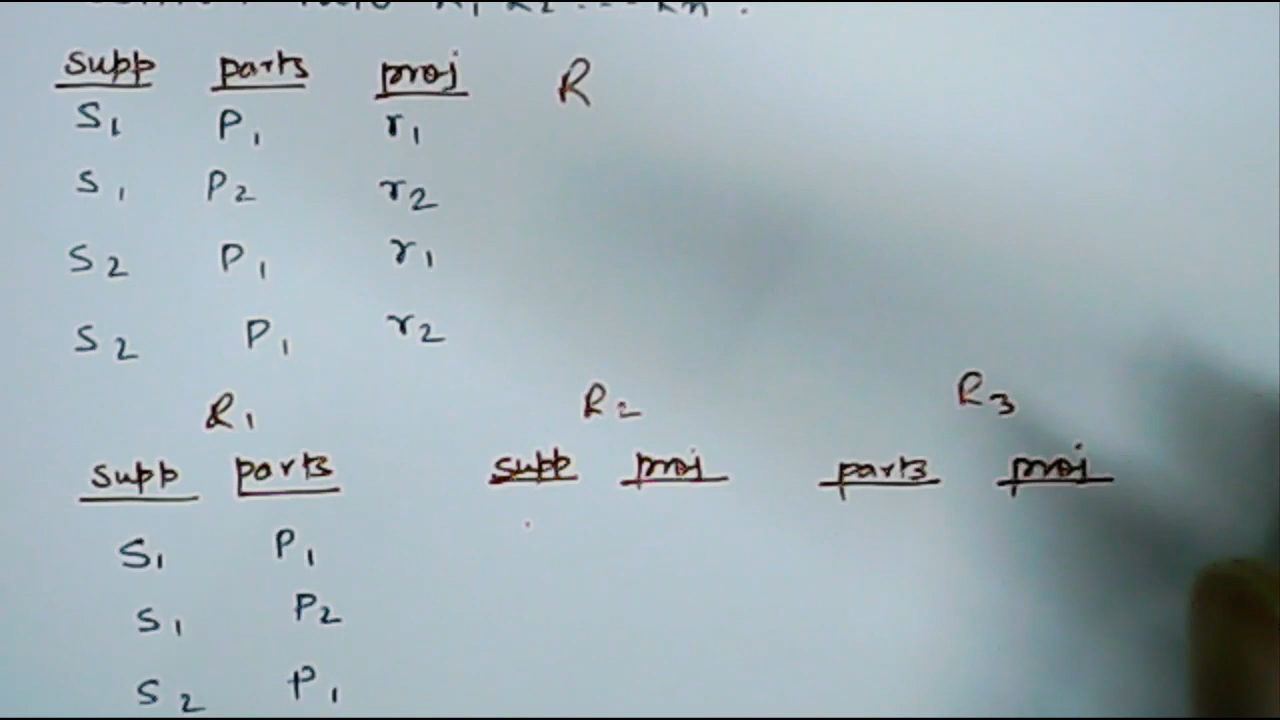 supp parts proj R
S1 P1 r1
S1 P2 r2
S2 P1 r1
S2 P1 r2
R1 R2 R3
supp parts supp proj parts proj
S1 P1
S1 P2
S2 P1